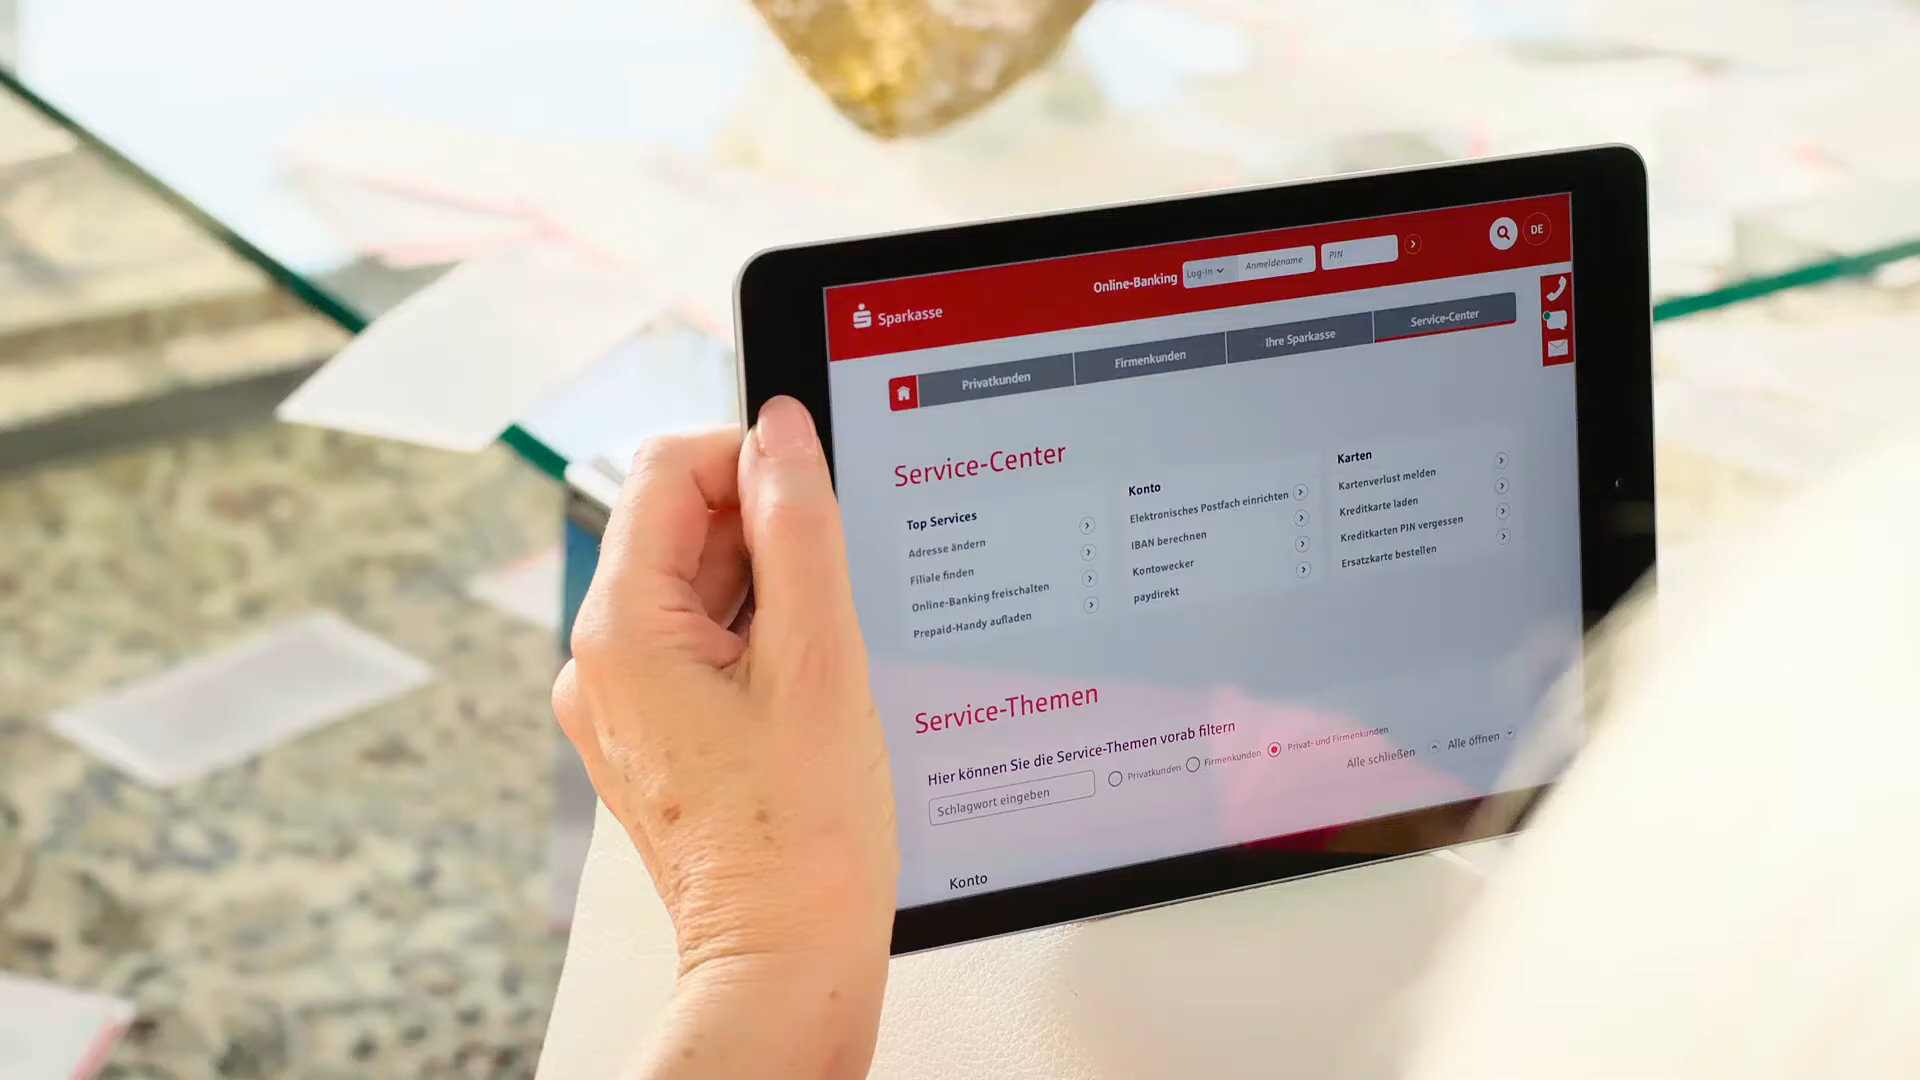 Sparkasse
Online-Banking
Log-in
Anmeldename
PIN
DE
Privatkunden
Firmenkunden
Ihre Sparkasse
Service-Center
Service-Center
Top Services
Adresse ändern
Filiale finden
Online-Banking freischalten
Prepaid-Handy aufladen
Konto
Elektronisches Postfach einrichten
IBAN berechnen
Kontowecker
paydirekt
Karten
Kartenverlust melden
Kreditkarte laden
Kreditkarten PIN vergessen
Ersatzkarte bestellen
Service-Themen
Hier können Sie die Service-Themen vorab filtern
Schlagwort eingeben
Privatkunden
Firmenkunden
Privat- und Firmenkunden
Alle schließen
Alle öffnen
Konto